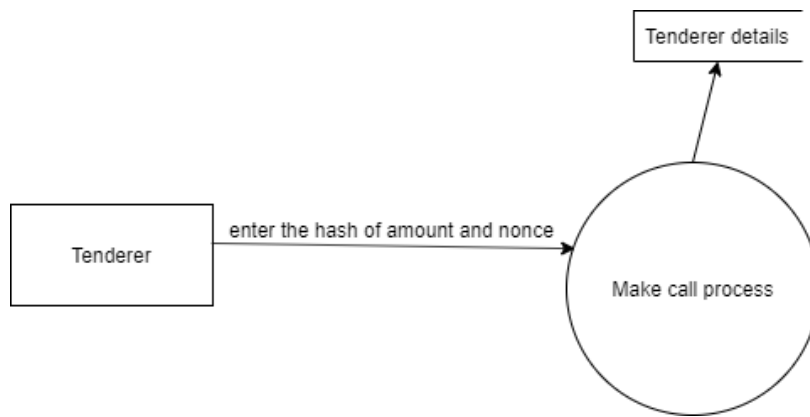 Tenderer details
enter the hash of amount and nonce
Tenderer
Make call process